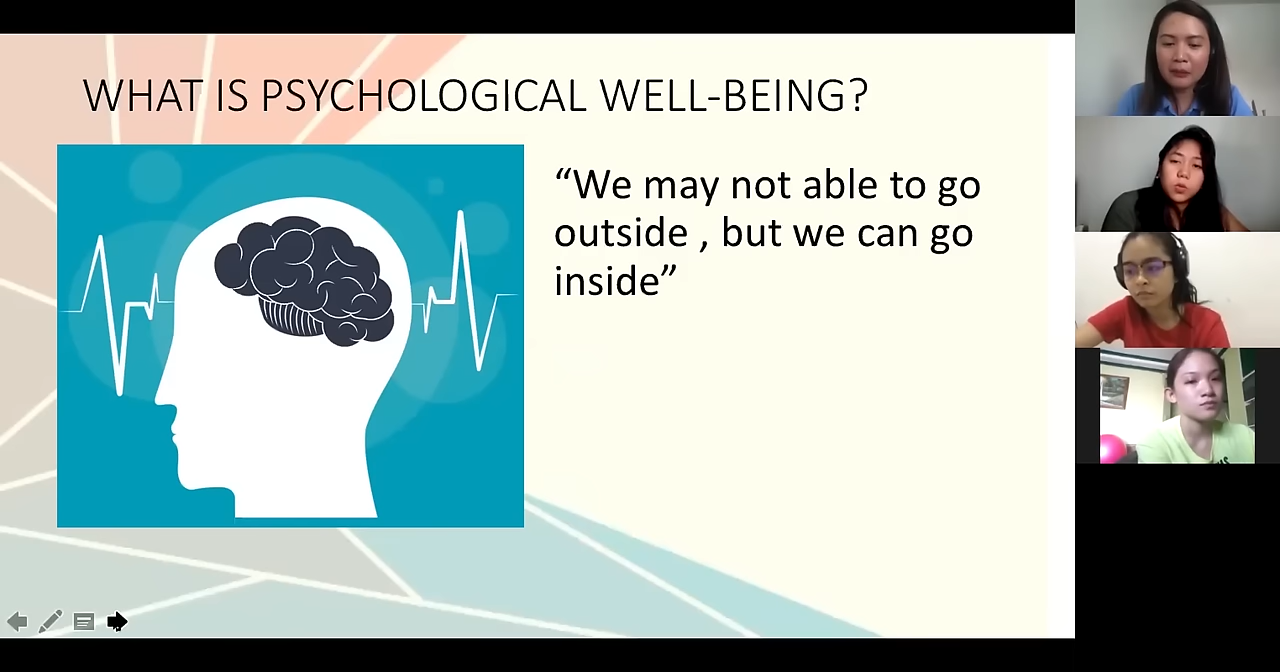 WHAT IS PSYCHOLOGICAL WELL-BEING?
“We may not able to go
outside , but we can go
inside”